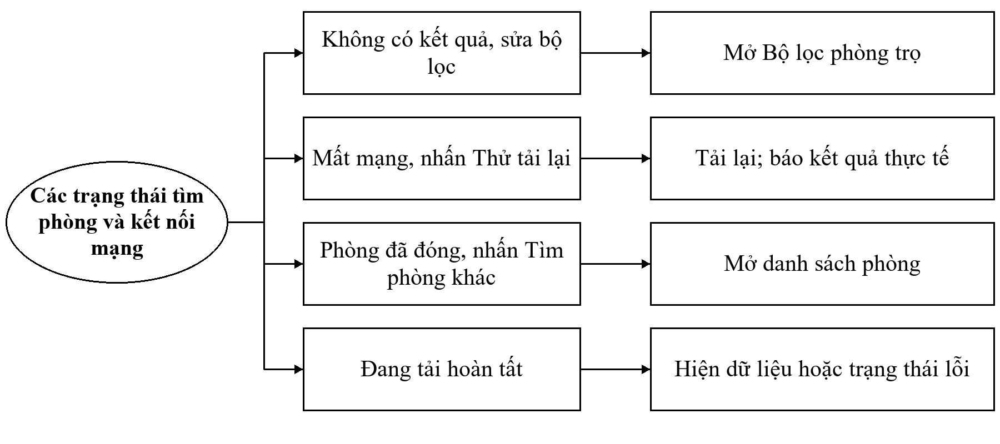 Các trạng thái tìm
phòng và kết nối
mạng
Không có kết quả, sửa bộ
lọc
Mở Bộ lọc phòng trọ
Mất mạng, nhấn Thử tải lại
Tải lại; báo kết quả thực tế
Phòng đã đóng, nhấn Tìm
phòng khác
Mở danh sách phòng
Đang tải hoàn tất
Hiện dữ liệu hoặc trạng thái lỗi